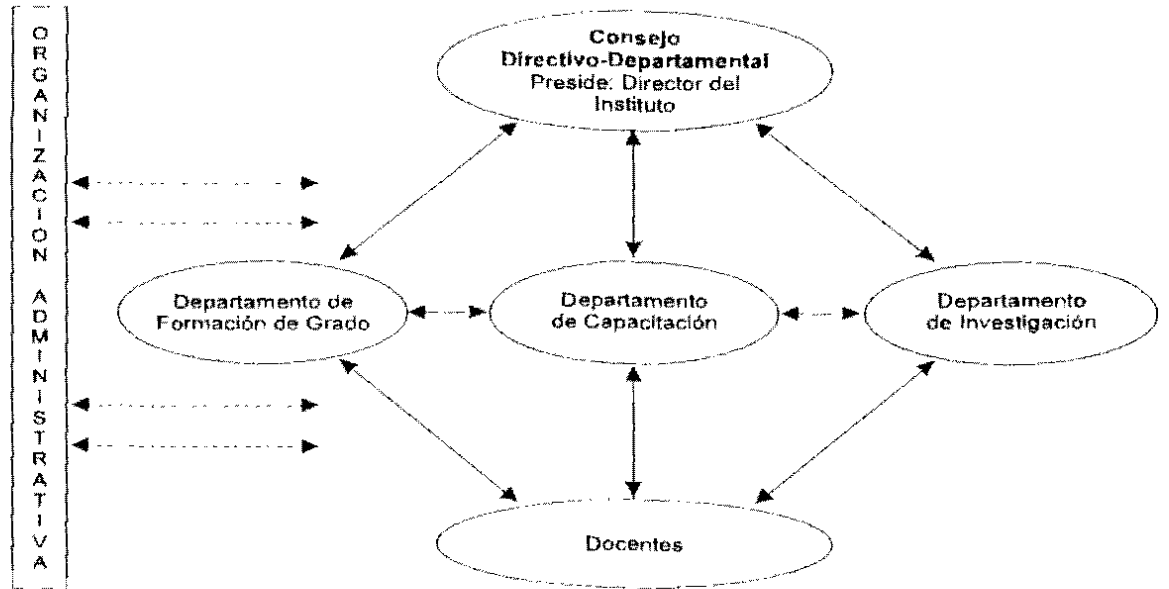 ORGANIZACION ADMINISTRATIVA
Consejo
Directivo-Departamental
Preside: Director del
Instituto
Departamento de
Formación de Grado
Departamento
de Capacitación
Departamento
de Investigación
Docentes